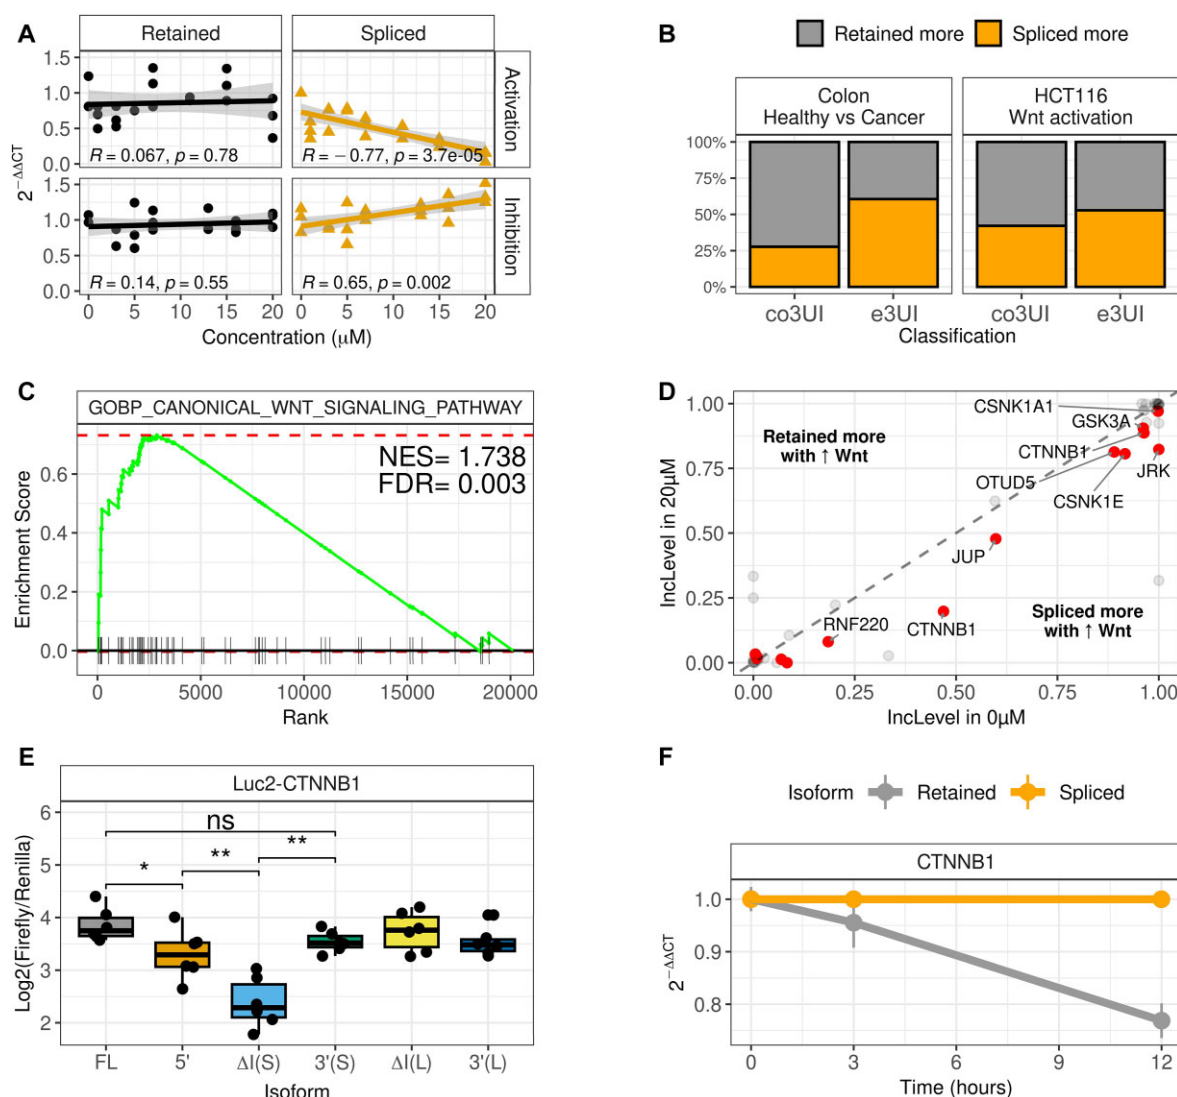 A
Retained
Spliced
1.5
1.0
0.5
0.0
R = 0.067, p = 0.78
R = −0.77, p = 3.7e-05
Activation
1.5
1.0
0.5
0.0
R = 0.14, p = 0.55
R = 0.65, p = 0.002
Inhibition
2^−ΔΔCT
0 5 10 15 20
0 5 10 15 20
Concentration (μM)
B
Retained more
Spliced more
Colon
Healthy vs Cancer
HCT116
Wnt activation
100%
75%
50%
25%
0%
co3UI
e3UI
co3UI
e3UI
Classification
C
GOBP_CANONICAL_WNT_SIGNALING_PATHWAY
NES= 1.738
FDR= 0.003
Enrichment Score
0.6
0.4
0.2
0.0
0 5000 10000 15000 20000
Rank
D
IncLevel in 20μM
1.00
0.75
0.50
0.25
0.00
Retained more
with ↑ Wnt
CSNK1A1
GSK3A
CTNNB1
OTUD5
JRK
CSNK1E
JUP
Spliced more
with ↑ Wnt
RNF220
CTNNB1
0.00 0.25 0.50 0.75 1.00
IncLevel in 0μM
E
Luc2-CTNNB1
Log2(Firefly/Renilla)
6
5
4
3
2
ns
*
**
**
FL
5'
ΔI(S)
3'(S)
ΔI(L)
3'(L)
Isoform
F
Isoform
Retained
Spliced
CTNNB1
2^−ΔΔCT
1.0
0.9
0.8
0 3 6 9 12
Time (hours)